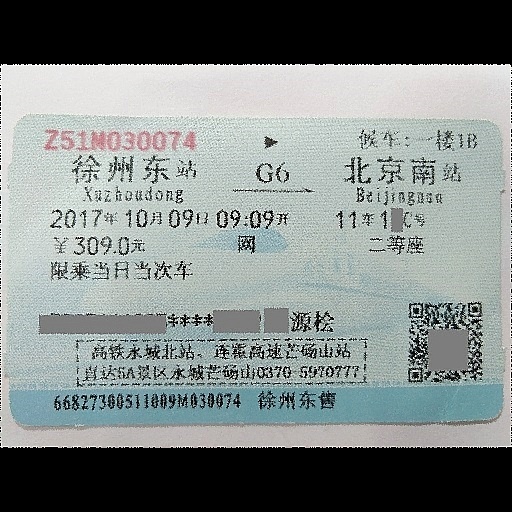 Z51M030074 候车:一楼1B
徐州东站 G6 北京南站
Xuzhoudong Beijingnan
2017年10月09日09:09开 11车1 C号
￥309.0元 网 二等座
限乘当日当次车
**** 源桧
高铁永城北站、连霍高速芒砀山站
直达5A景区永城芒砀山0370-5970777
66827300511009M030074 徐州东售